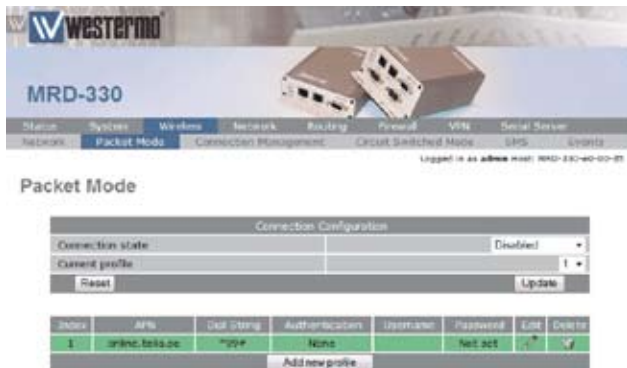 westermo
MRD-330
Status System Wireless Network Routing Firewall VPN Serial Server
Network Packet Mode Connection Management Circuit Switched Mode SMS Events
Logged in as admin Host: MRD-330-
Packet Mode
Connection Configuration
Connection state Disabled
Current profile 1
Reset Update
Index APN Dial String Authentication Username Password Edit Delete
1 online.telia.se *99# None Not set
Add new profile